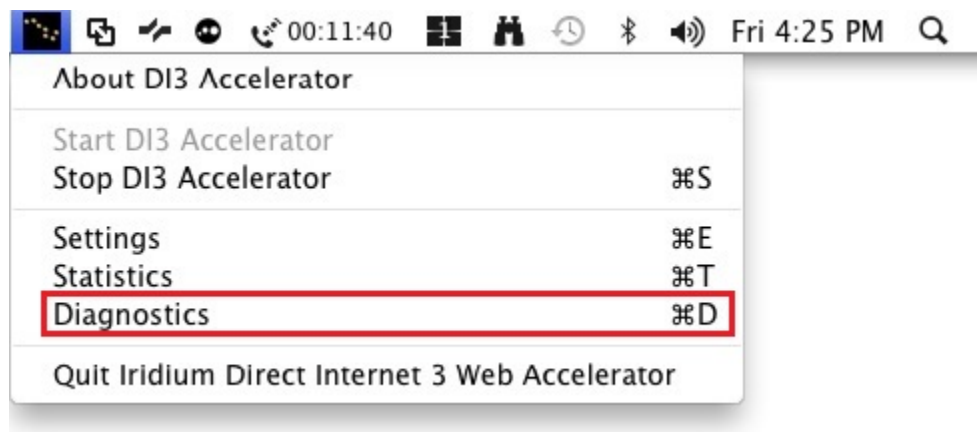 00:11:40 1 Fri 4:25 PM
About DI3 Accelerator
Start DI3 Accelerator
Stop DI3 Accelerator ⌘S
Settings ⌘E
Statistics ⌘T
Diagnostics ⌘D
Quit Iridium Direct Internet 3 Web Accelerator